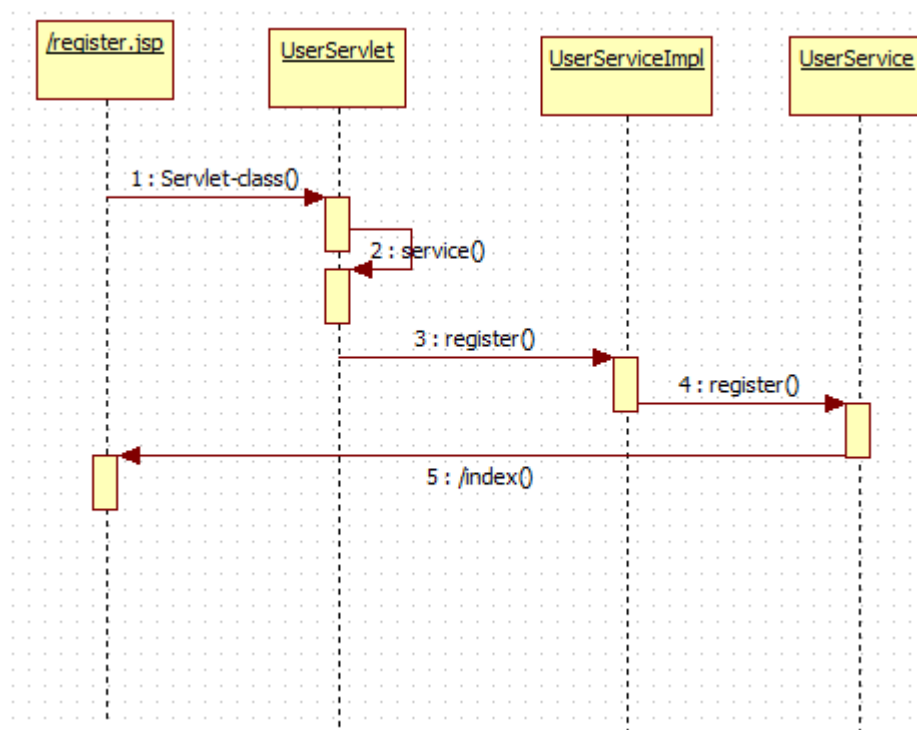 /register.jsp
UserServlet
UserServiceImpl
UserService
1 : Servlet-class()
2 : service()
3 : register()
4 : register()
5 : /index()